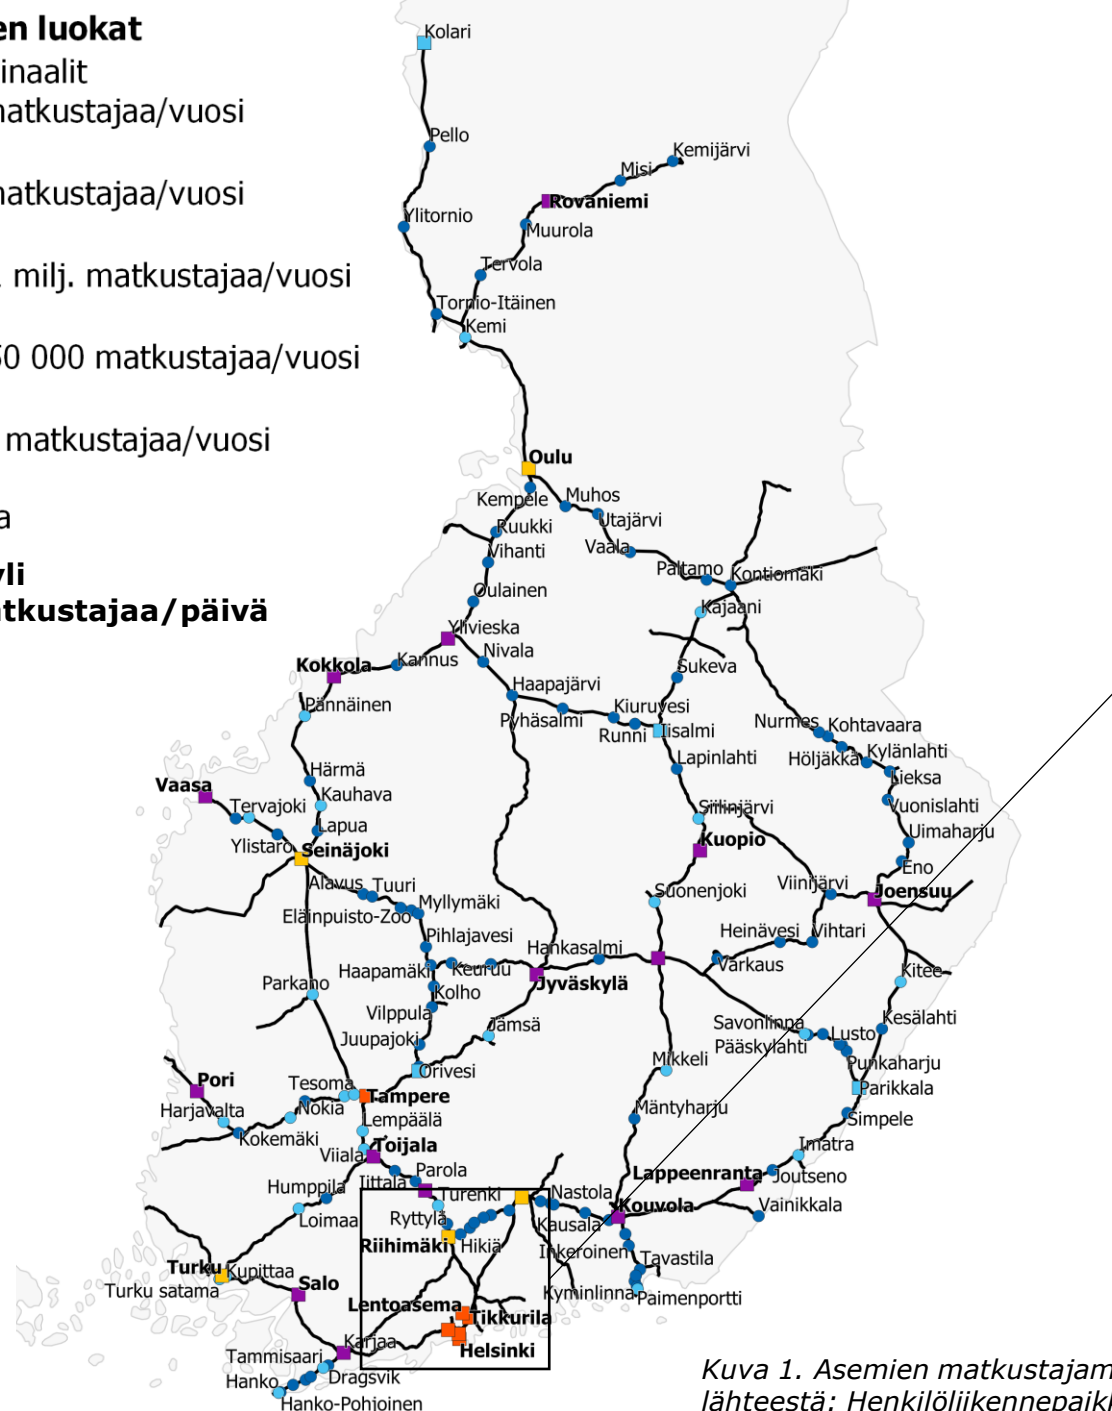 en luokat
inaalit
natkustajaa/vuosi
natkustajaa/vuosi
milj. matkustajaa/vuosi
50 000 matkustajaa/vuosi
matkustajaa/vuosi
a
yli
atkustajaa/päivä
Kolari
Pello
Kemijärvi
Misi
Rovaniemi
Ylitornio
Muurola
Tervola
Tornio-Itäinen
Kemi
Oulu
Kempele
Muhos
Ruukki
Utajärvi
Vaala
Vihanti
Paltamo
Kontiomäki
Oulainen
Kajaani
Ylivieska
Nivala
Kokkola
Kannus
Sukeva
Haapajärvi
Pännäinen
Pyhäsalmi
Kiuruvesi
Runni
Iisalmi
Nurmes
Kohtavaara
Höljäkkä
Kylänlahti
Lapinlahti
Lieksa
Härmä
Vaasa
Kauhava
Tervajoki
Vuonislahti
Siilinjärvi
Lapua
Uimaharju
Ylistaro
Seinäjoki
Kuopio
Eno
Alavus
Tuuri
Viinijärvi
Joensuu
Suonenjoki
Myllymäki
Eläinpuisto-Zoo
Pihlajavesi
Heinävesi
Vihtari
Hankasalmi
Haapamäki
Keuruu
Varkaus
Kitee
Parkano
Jyväskylä
Kolho
Vilppula
Kesälahti
Savonlinna
Jämsä
Lusto
Juupajoki
Pääskylahti
Punkaharju
Mikkeli
Orivesi
Pori
Tesoma
Parikkala
Tampere
Harjavalta
Nokia
Mäntyharju
Lempäälä
Simpele
Kokemäki
Toijala
Imatra
Viiala
Parola
Lappeenranta
Joutseno
Iittala
Humppila
Turenki
Nastola
Kouvola
Vainikkala
Loimaa
Ryttylä
Kausala
Riihimäki
Hikiä
Inkeroinen
Tavastila
Turku
Kupittaa
Turku satama
Salo
Kyminlinna
Paimenportti
Lentoasema
Tikkurila
Karjaa
Helsinki
Tammisaari
Dragsvik
Hanko
Hanko-Pohjoinen
Kuva 1. Asemien matkustajam
lähteestä: Henkilöliikennepaikk